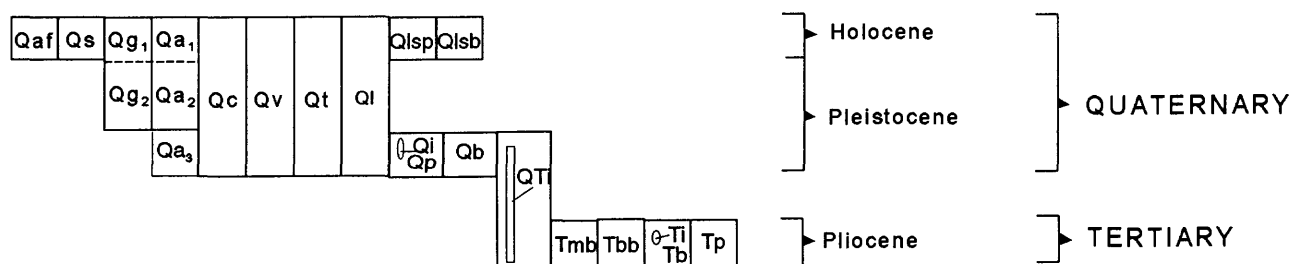 Qaf Qs Qg₁ Qa₁ Qlsp Qlsb Holocene
Qg₂ Qa₂ Qc Qv Qt Ql QUATERNARY
Pleistocene
Qa₃ Qi Qb
Qp
QTi
Tmb Tbb Ti Tp Pliocene TERTIARY
Tb